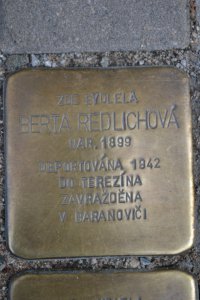 ZDE BYDLELA
BERTA REDLICHOVÁ
NAR. 1899
DEPORTOVÁNA 1942
DO TEREZÍNA
ZAVRAŽDĚNA
V BARANOVIČI